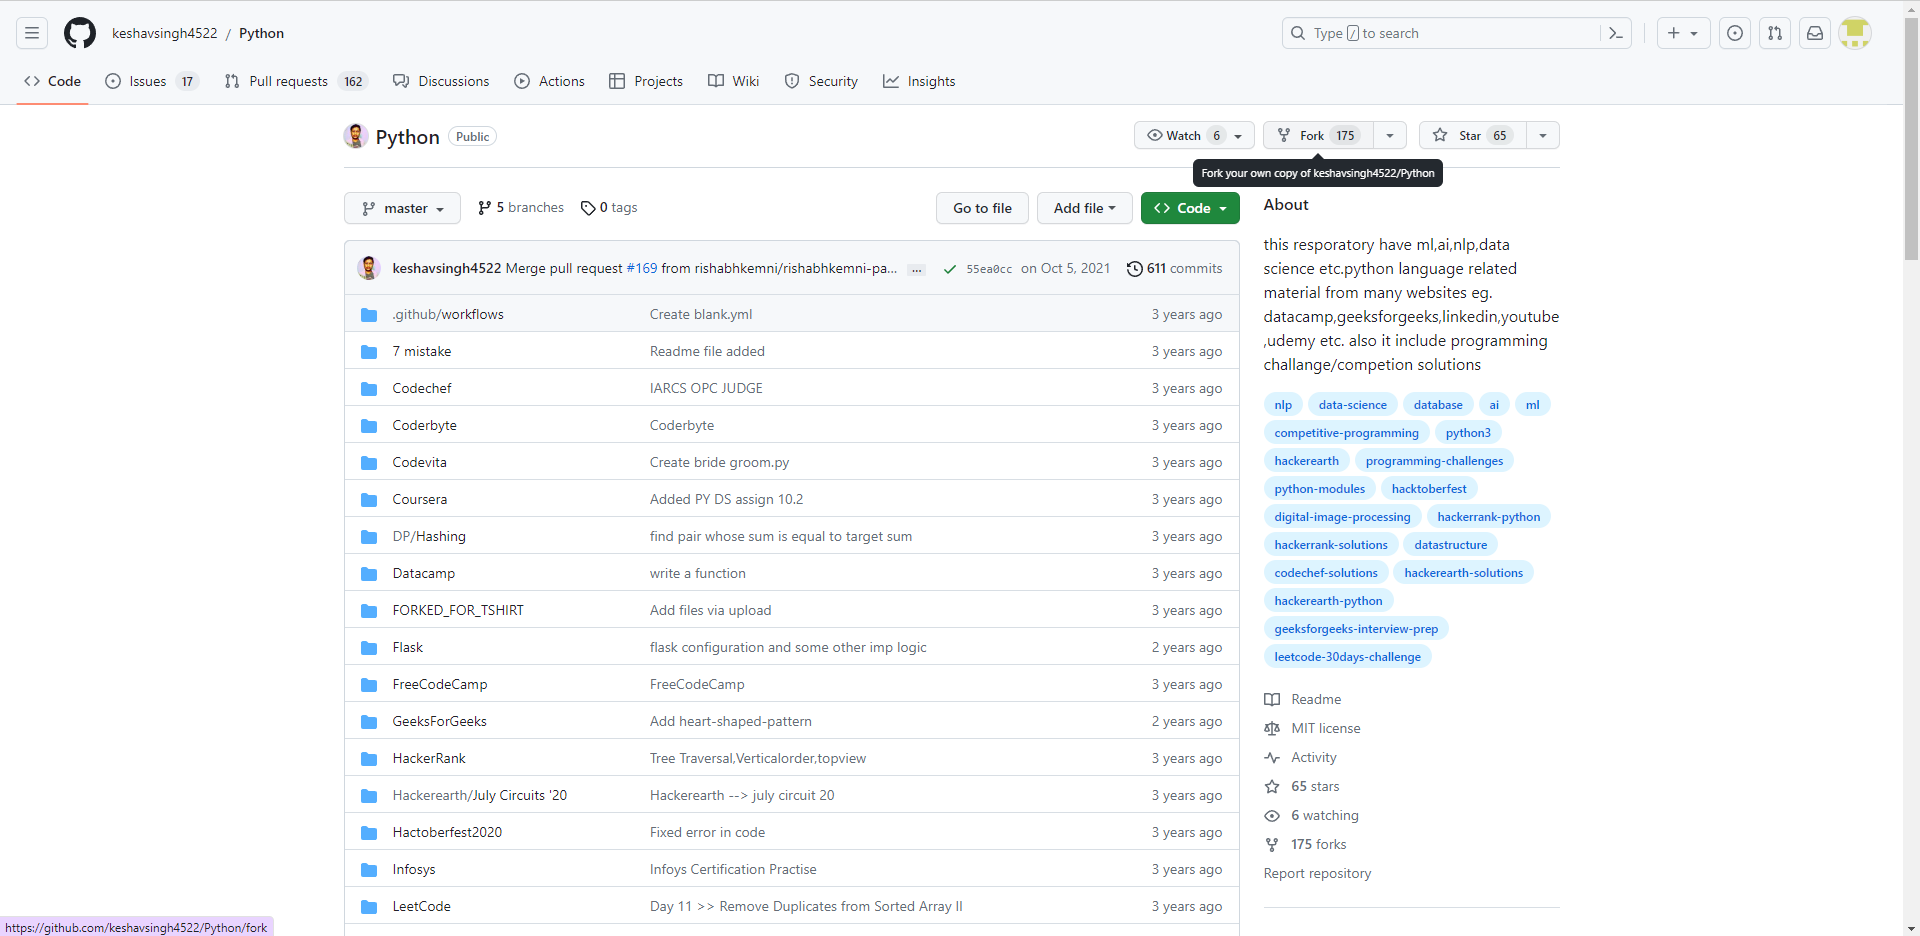 keshavsingh4522 / Python
Type / to search
Code Issues 17 Pull requests 162 Discussions Actions Projects Wiki Security Insights
Python Public
Watch 6 Fork 175 Star 65
Fork your own copy of keshavsingh4522/Python
master 5 branches 0 tags Go to file Add file Code
keshavsingh4522 Merge pull request #169 from rishabhkemni/rishabhkemni-pa... ... 55ea0cc on Oct 5, 2021 611 commits
.github/workflows Create blank.yml 3 years ago
7 mistake Readme file added 3 years ago
Codechef IARCS OPC JUDGE 3 years ago
Coderbyte Coderbyte 3 years ago
Codevita Create bride groom.py 3 years ago
Coursera Added PY DS assign 10.2 3 years ago
DP/Hashing find pair whose sum is equal to target sum 3 years ago
Datacamp write a function 3 years ago
FORKED_FOR_TSHIRT Add files via upload 3 years ago
Flask flask configuration and some other imp logic 2 years ago
FreeCodeCamp FreeCodeCamp 3 years ago
GeeksForGeeks Add heart-shaped-pattern 2 years ago
HackerRank Tree Traversal,Verticalorder,topview 3 years ago
Hackerearth/July Circuits '20 Hackerearth --> july circuit 20 3 years ago
Hactoberfest2020 Fixed error in code 3 years ago
Infosys Infoys Certification Practise 3 years ago
LeetCode Day 11 >> Remove Duplicates from Sorted Array II 3 years ago
About
this resporatory have ml,ai,nlp,data
science etc.python language related
material from many websites eg.
datacamp,geeksforgeeks,linkedin,youtube
,udemy etc. also it include programming
challange/competion solutions
nlp data-science database ai ml
competitive-programming python3
hackerearth programming-challenges
python-modules hacktoberfest
digital-image-processing hackerrank-python
hackerrank-solutions datastructure
codechef-solutions hackerearth-solutions
hackerearth-python
geeksforgeeks-interview-prep
leetcode-30days-challenge
Readme
MIT license
Activity
65 stars
6 watching
175 forks
Report repository
https://github.com/keshavsingh4522/Python/fork